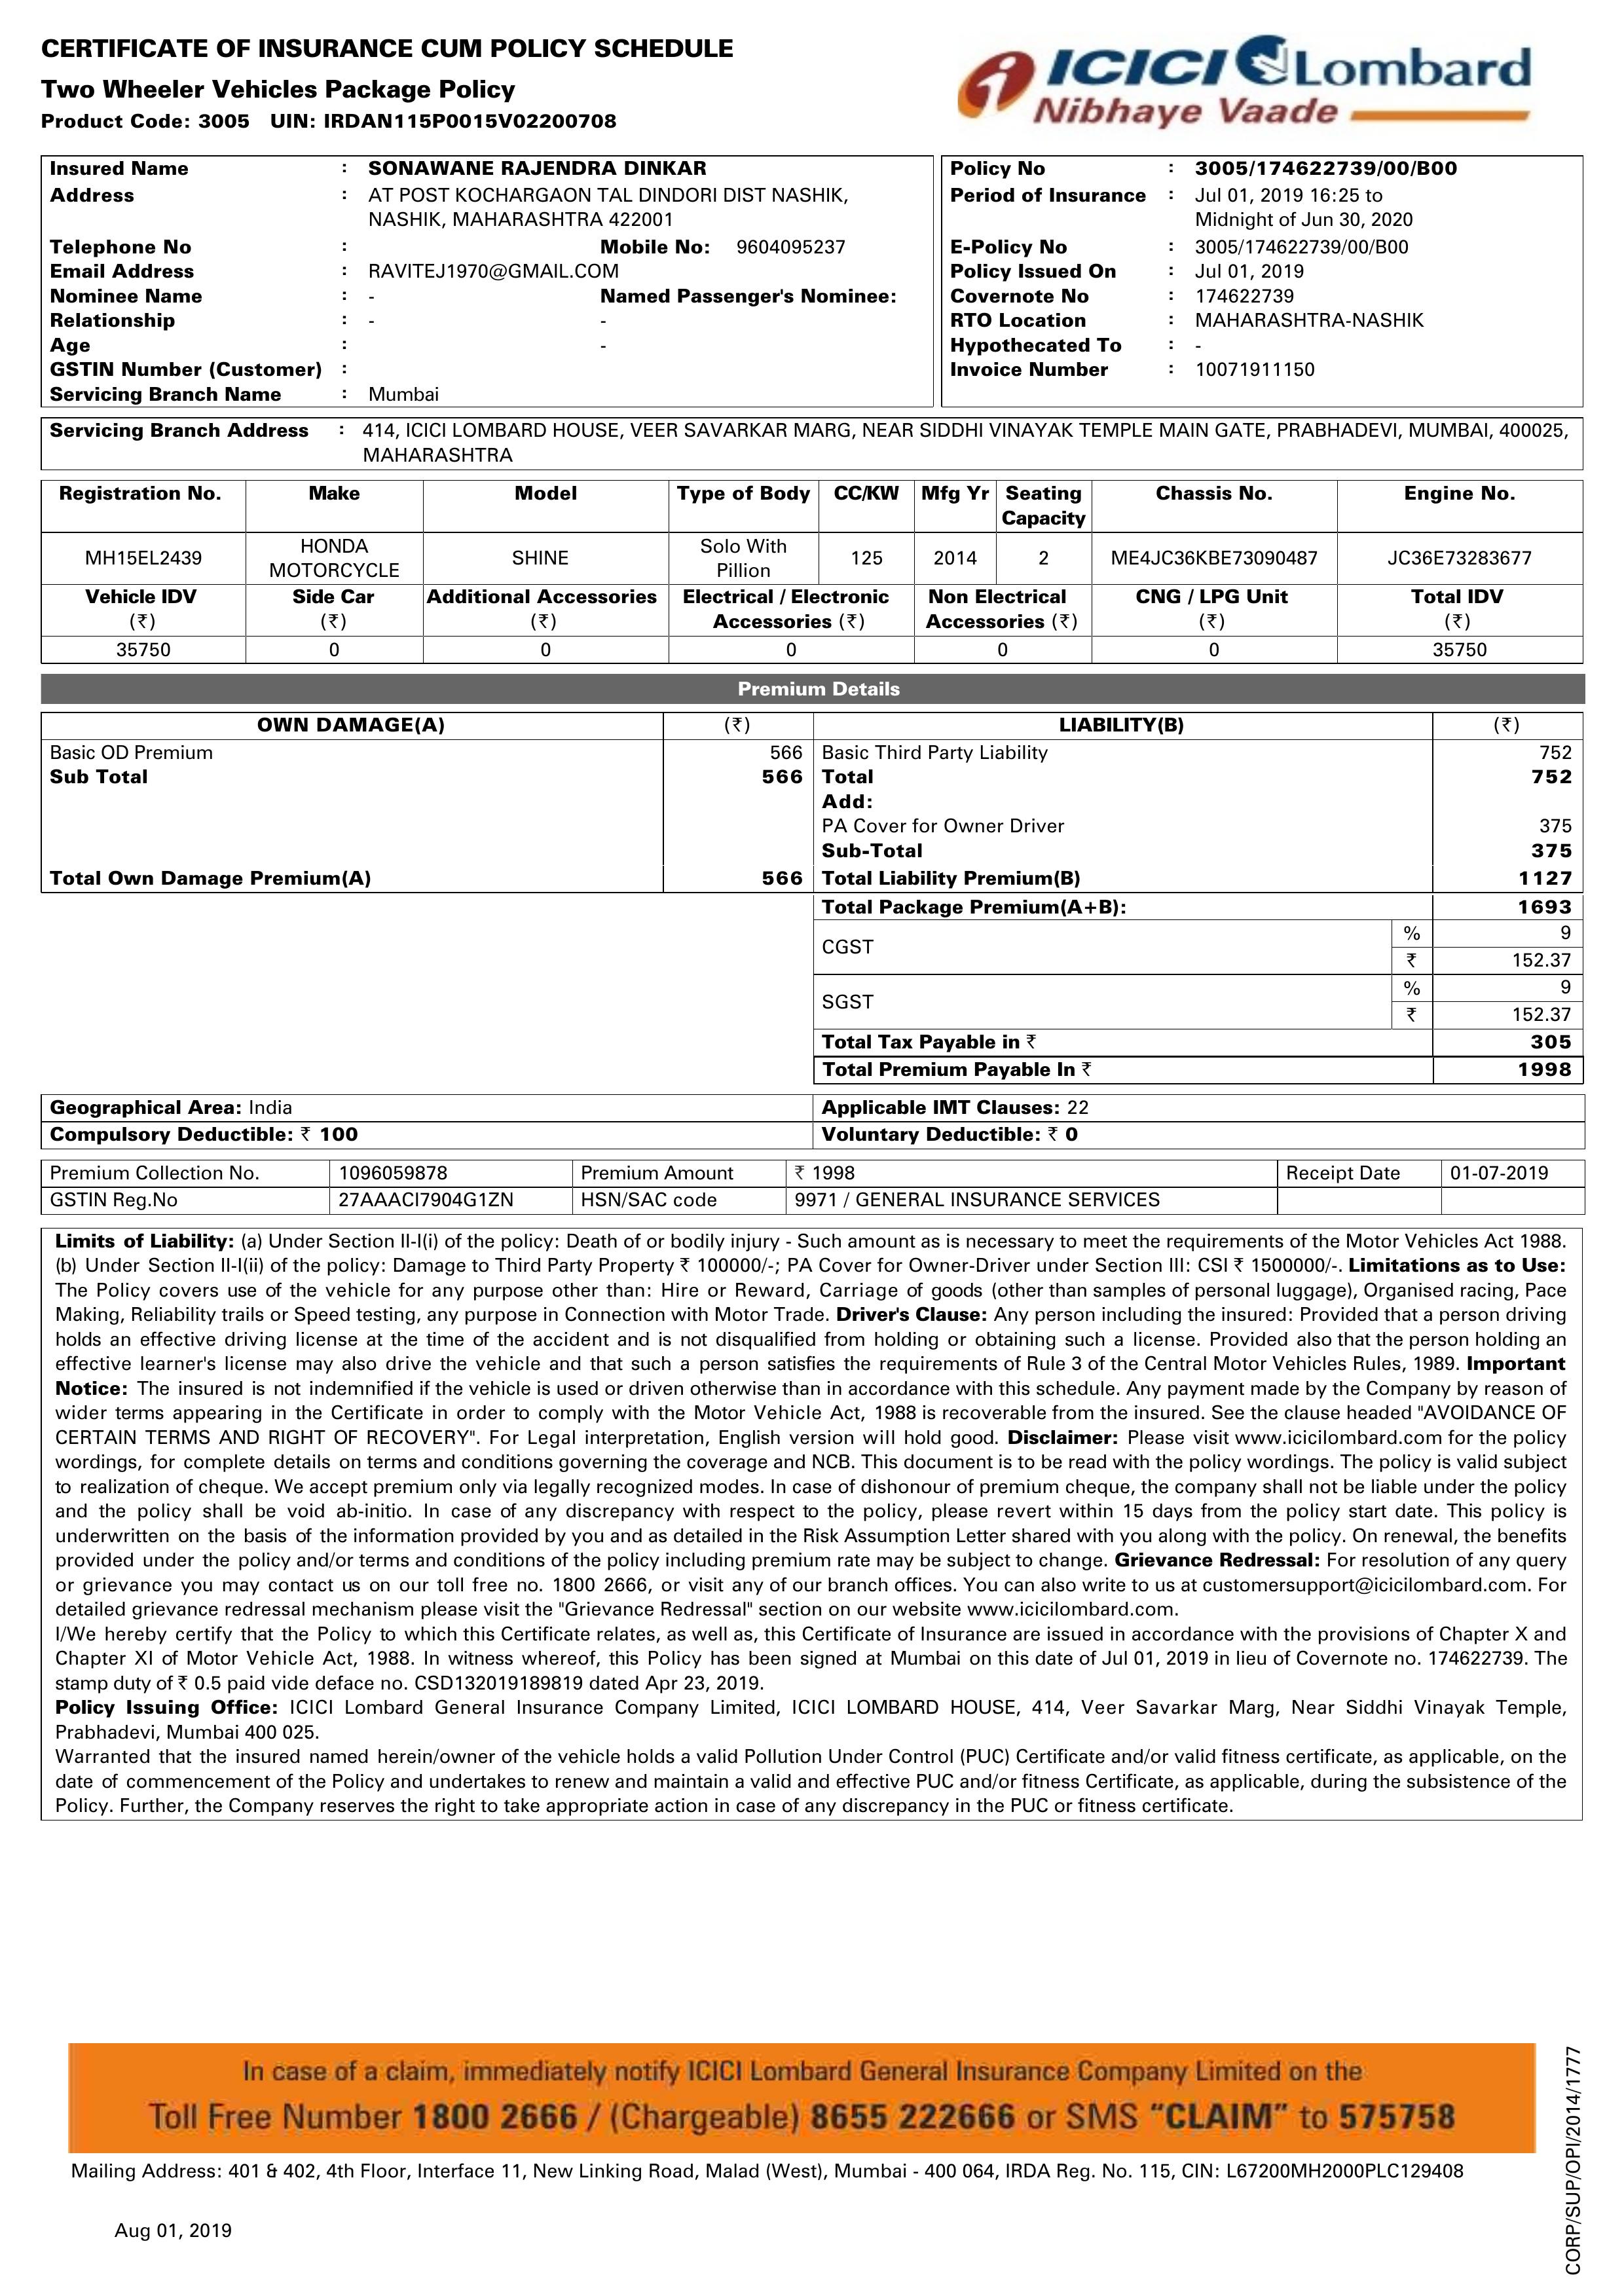 CERTIFICATE OF INSURANCE CUM POLICY SCHEDULE
Two Wheeler Vehicles Package Policy
Product Code: 3005 UIN: IRDAN115P0015V02200708
ICICI Lombard
Nibhaye Vaade
Insured Name : SONAWANE RAJENDRA DINKAR
Address : AT POST KOCHARGAON TAL DINDORI DIST NASHIK,
NASHIK, MAHARASHTRA 422001
Telephone No : Mobile No: 9604095237
Email Address : RAVITEJ1970@GMAIL.COM
Nominee Name : - Named Passenger's Nominee:
Relationship : - -
Age : -
GSTIN Number (Customer) :
Servicing Branch Name : Mumbai
Policy No : 3005/174622739/00/B00
Period of Insurance : Jul 01, 2019 16:25 to
Midnight of Jun 30, 2020
E-Policy No : 3005/174622739/00/B00
Policy Issued On : Jul 01, 2019
Covernote No : 174622739
RTO Location : MAHARASHTRA-NASHIK
Hypothecated To : -
Invoice Number : 10071911150
Servicing Branch Address : 414, ICICI LOMBARD HOUSE, VEER SAVARKAR MARG, NEAR SIDDHI VINAYAK TEMPLE MAIN GATE, PRABHADEVI, MUMBAI, 400025,
MAHARASHTRA
Registration No. Make Model Type of Body CC/KW Mfg Yr Seating Capacity Chassis No. Engine No.
MH15EL2439 HONDA MOTORCYCLE SHINE Solo With Pillion 125 2014 2 ME4JC36KBE73090487 JC36E73283677
Vehicle IDV (₹) Side Car (₹) Additional Accessories (₹) Electrical / Electronic Accessories (₹) Non Electrical Accessories (₹) CNG / LPG Unit (₹) Total IDV (₹)
35750 0 0 0 0 0 35750
Premium Details
OWN DAMAGE(A) (₹) LIABILITY(B) (₹)
Basic OD Premium 566 Basic Third Party Liability 752
Sub Total 566 Total 752
Add:
PA Cover for Owner Driver 375
Sub-Total 375
Total Own Damage Premium(A) 566 Total Liability Premium(B) 1127
Total Package Premium(A+B): 1693
CGST % 9
₹ 152.37
SGST % 9
₹ 152.37
Total Tax Payable in ₹ 305
Total Premium Payable In ₹ 1998
Geographical Area: India Applicable IMT Clauses: 22
Compulsory Deductible: ₹ 100 Voluntary Deductible: ₹ 0
Premium Collection No. 1096059878 Premium Amount ₹ 1998 Receipt Date 01-07-2019
GSTIN Reg.No 27AAACI7904G1ZN HSN/SAC code 9971 / GENERAL INSURANCE SERVICES
Limits of Liability: (a) Under Section II-I(i) of the policy: Death of or bodily injury - Such amount as is necessary to meet the requirements of the Motor Vehicles Act 1988.
(b) Under Section II-I(ii) of the policy: Damage to Third Party Property ₹ 100000/-; PA Cover for Owner-Driver under Section III: CSI ₹ 1500000/-. Limitations as to Use:
The Policy covers use of the vehicle for any purpose other than: Hire or Reward, Carriage of goods (other than samples of personal luggage), Organised racing, Pace
Making, Reliability trails or Speed testing, any purpose in Connection with Motor Trade. Driver's Clause: Any person including the insured: Provided that a person driving
holds an effective driving license at the time of the accident and is not disqualified from holding or obtaining such a license. Provided also that the person holding an
effective learner's license may also drive the vehicle and that such a person satisfies the requirements of Rule 3 of the Central Motor Vehicles Rules, 1989. Important
Notice: The insured is not indemnified if the vehicle is used or driven otherwise than in accordance with this schedule. Any payment made by the Company by reason of
wider terms appearing in the Certificate in order to comply with the Motor Vehicle Act, 1988 is recoverable from the insured. See the clause headed "AVOIDANCE OF
CERTAIN TERMS AND RIGHT OF RECOVERY". For Legal interpretation, English version will hold good. Disclaimer: Please visit www.icicilombard.com for the policy
wordings, for complete details on terms and conditions governing the coverage and NCB. This document is to be read with the policy wordings. The policy is valid subject
to realization of cheque. We accept premium only via legally recognized modes. In case of dishonour of premium cheque, the company shall not be liable under the policy
and the policy shall be void ab-initio. In case of any discrepancy with respect to the policy, please revert within 15 days from the policy start date. This policy is
underwritten on the basis of the information provided by you and as detailed in the Risk Assumption Letter shared with you along with the policy. On renewal, the benefits
provided under the policy and/or terms and conditions of the policy including premium rate may be subject to change. Grievance Redressal: For resolution of any query
or grievance you may contact us on our toll free no. 1800 2666, or visit any of our branch offices. You can also write to us at customersupport@icicilombard.com. For
detailed grievance redressal mechanism please visit the "Grievance Redressal" section on our website www.icicilombard.com.
I/We hereby certify that the Policy to which this Certificate relates, as well as, this Certificate of Insurance are issued in accordance with the provisions of Chapter X and
Chapter XI of Motor Vehicle Act, 1988. In witness whereof, this Policy has been signed at Mumbai on this date of Jul 01, 2019 in lieu of Covernote no. 174622739. The
stamp duty of ₹ 0.5 paid vide deface no. CSD132019189819 dated Apr 23, 2019.
Policy Issuing Office: ICICI Lombard General Insurance Company Limited, ICICI LOMBARD HOUSE, 414, Veer Savarkar Marg, Near Siddhi Vinayak Temple,
Prabhadevi, Mumbai 400 025.
Warranted that the insured named herein/owner of the vehicle holds a valid Pollution Under Control (PUC) Certificate and/or valid fitness certificate, as applicable, on the
date of commencement of the Policy and undertakes to renew and maintain a valid and effective PUC and/or fitness Certificate, as applicable, during the subsistence of the
Policy. Further, the Company reserves the right to take appropriate action in case of any discrepancy in the PUC or fitness certificate.
In case of a claim, immediately notify ICICI Lombard General Insurance Company Limited on the
Toll Free Number 1800 2666 / (Chargeable) 8655 222666 or SMS “CLAIM” to 575758
Mailing Address: 401 & 402, 4th Floor, Interface 11, New Linking Road, Malad (West), Mumbai - 400 064, IRDA Reg. No. 115, CIN: L67200MH2000PLC129408
Aug 01, 2019
CORP/SUP/OPI/2014/1777